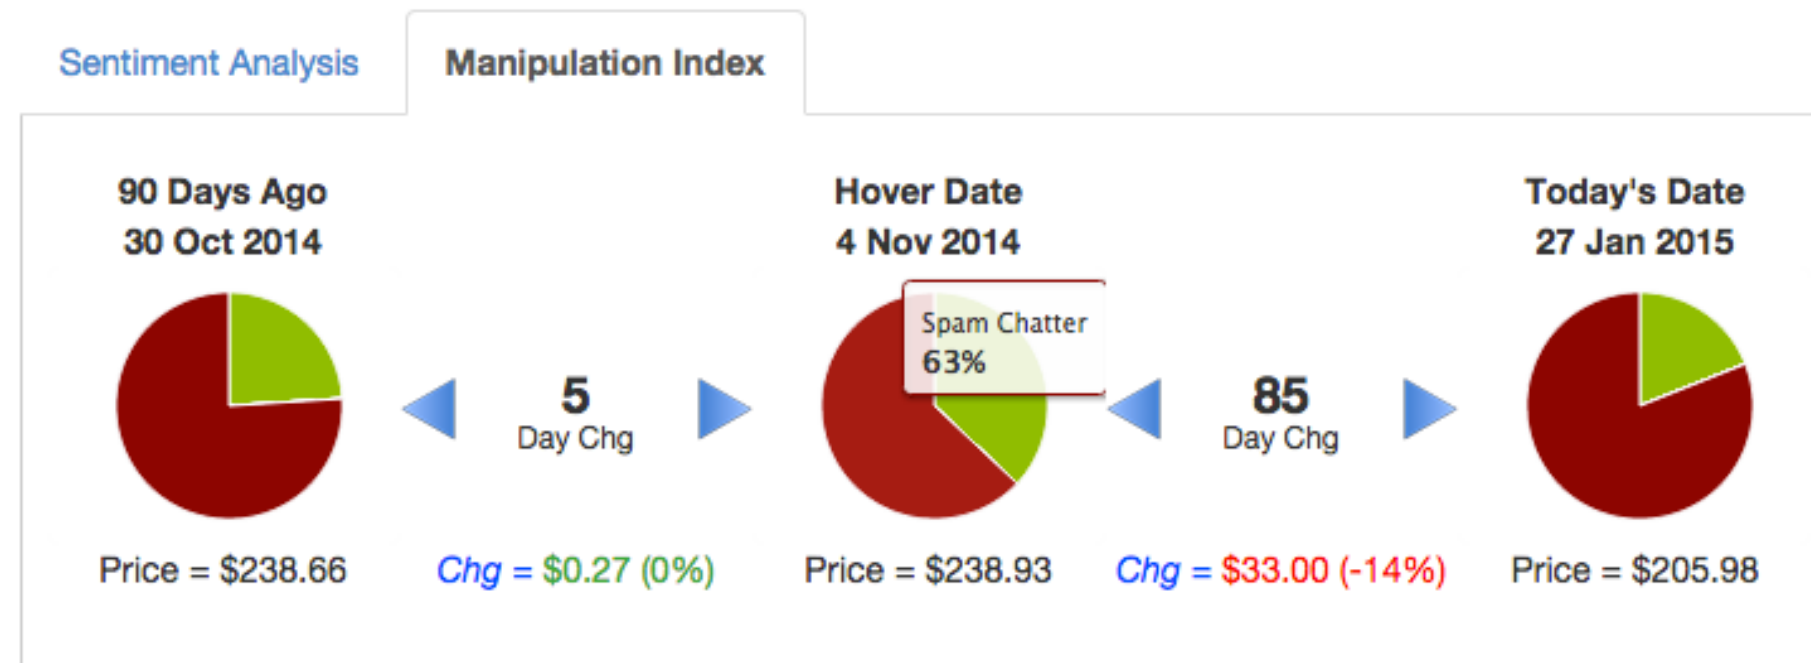 Sentiment Analysis
Manipulation Index
90 Days Ago
30 Oct 2014
Hover Date
4 Nov 2014
Today's Date
27 Jan 2015
Spam Chatter
63%
5
Day Chg
85
Day Chg
Price = $238.66
Chg = $0.27 (0%)
Price = $238.93
Chg = $33.00 (-14%)
Price = $205.98